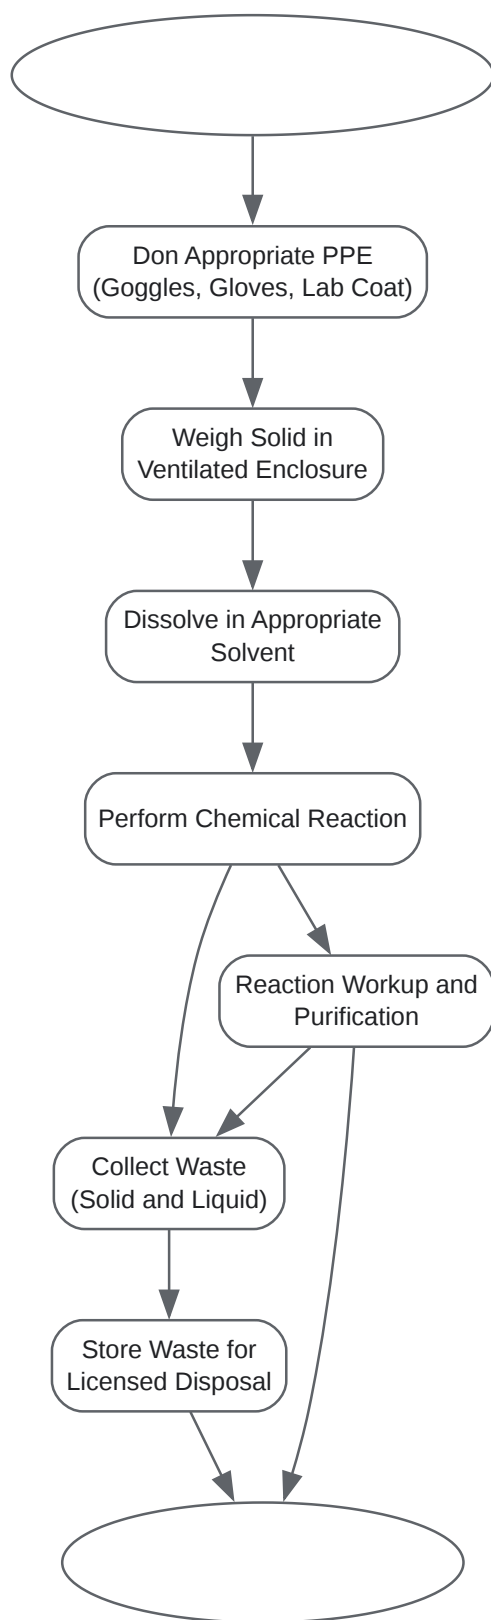 Don Appropriate PPE
(Goggles, Gloves, Lab Coat)
Weigh Solid in
Ventilated Enclosure
Dissolve in Appropriate
Solvent
Perform Chemical Reaction
Reaction Workup and
Purification
Collect Waste
(Solid and Liquid)
Store Waste for
Licensed Disposal